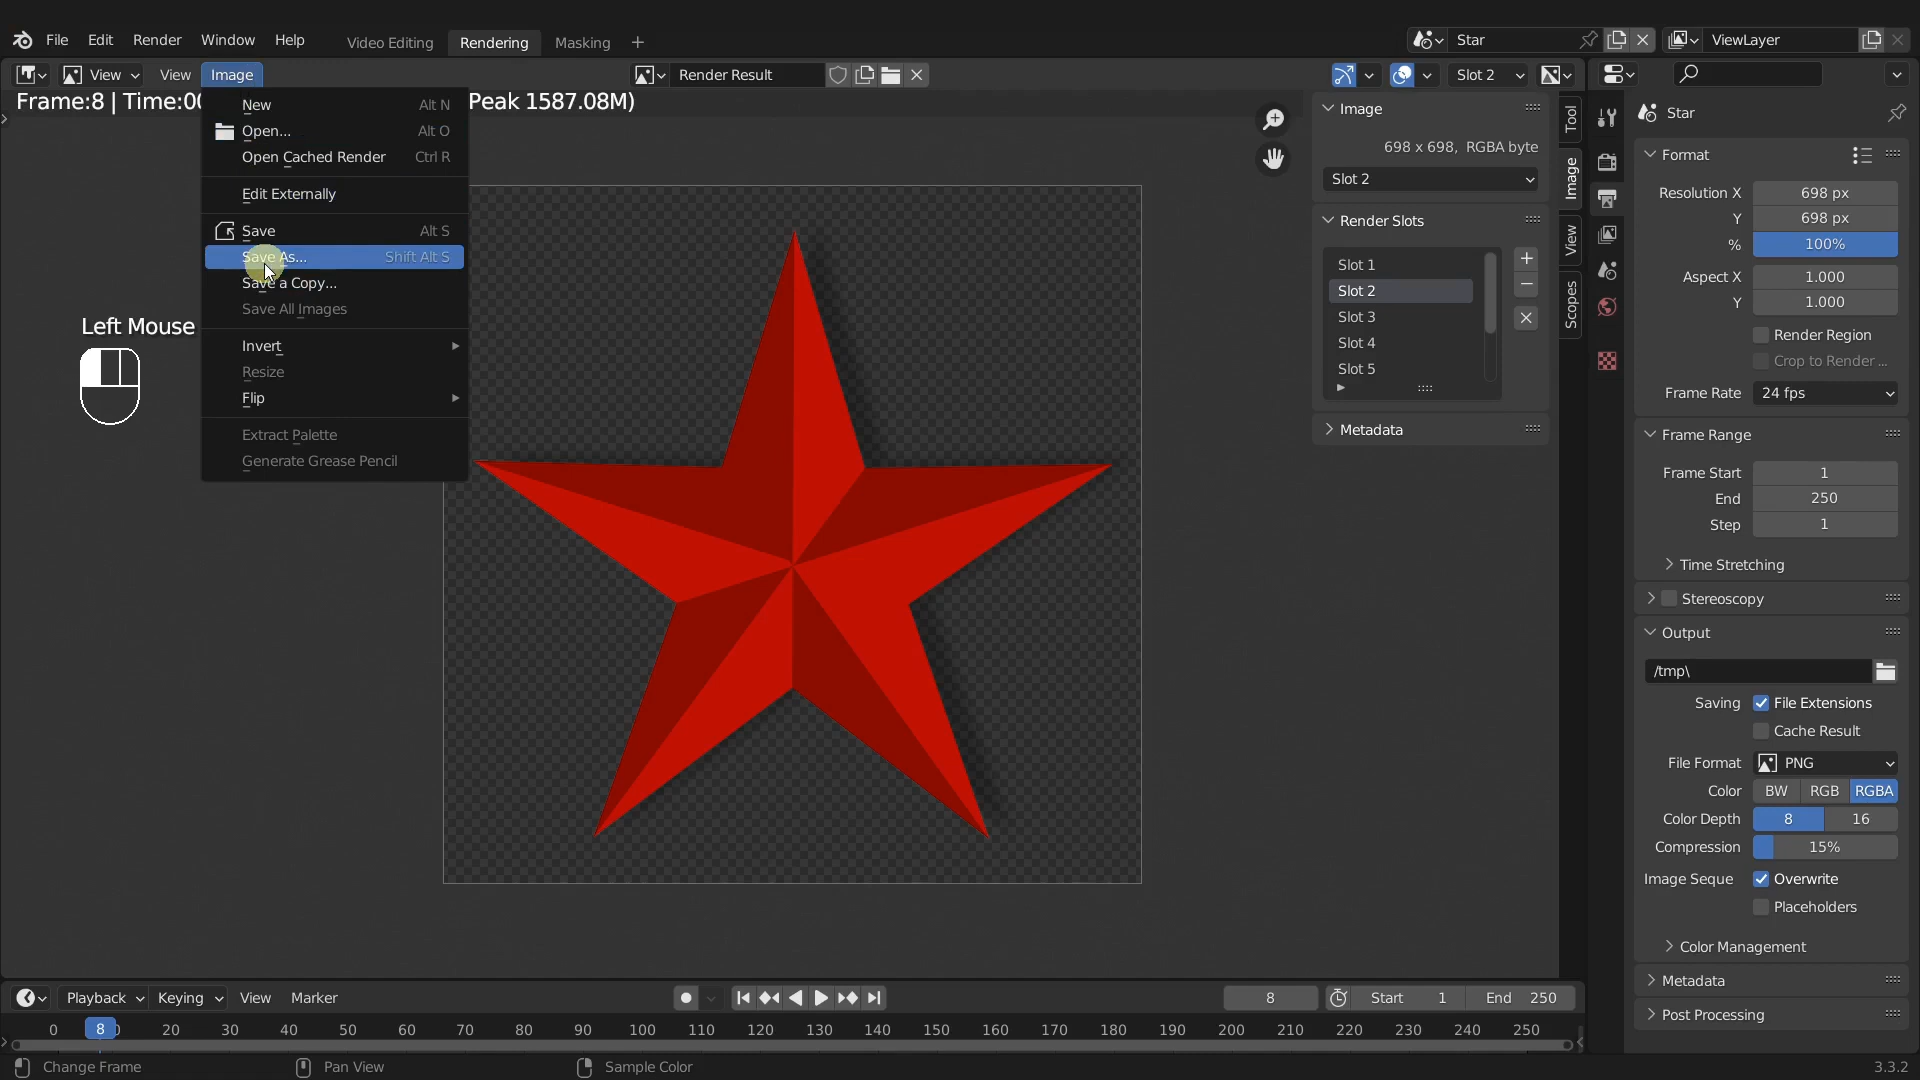 File Edit Render Window Help Video Editing Rendering Masking + Star ViewLayer
View View Image Render Result Slot 2
Frame:8 | Time:00 Peak 1587.08M)
New Alt N
Open... Alt O
Open Cached Render Ctrl R
Edit Externally
Save Alt S
Save As... Shift Alt S
Save a Copy...
Save All Images
Invert
Resize
Flip
Extract Palette
Generate Grease Pencil
Left Mouse
Image
698 x 698, RGBA byte
Slot 2
Render Slots
Slot 1
Slot 2
Slot 3
Slot 4
Slot 5
Metadata
Tool
Image
View
Scopes
Star
Format
Resolution X 698 px
Y 698 px
% 100%
Aspect X 1.000
Y 1.000
Render Region
Crop to Render ...
Frame Rate 24 fps
Frame Range
Frame Start 1
End 250
Step 1
Time Stretching
Stereoscopy
Output
/tmp\
Saving File Extensions
Cache Result
File Format PNG
Color BW RGB RGBA
Color Depth 8 16
Compression 15%
Image Seque Overwrite
Placeholders
Color Management
Metadata
Post Processing
Playback Keying View Marker 8 Start 1 End 250
0 8 20 30 40 50 60 70 80 90 100 110 120 130 140 150 160 170 180 190 200 210 220 230 240 250
Change Frame Pan View Sample Color 3.3.2